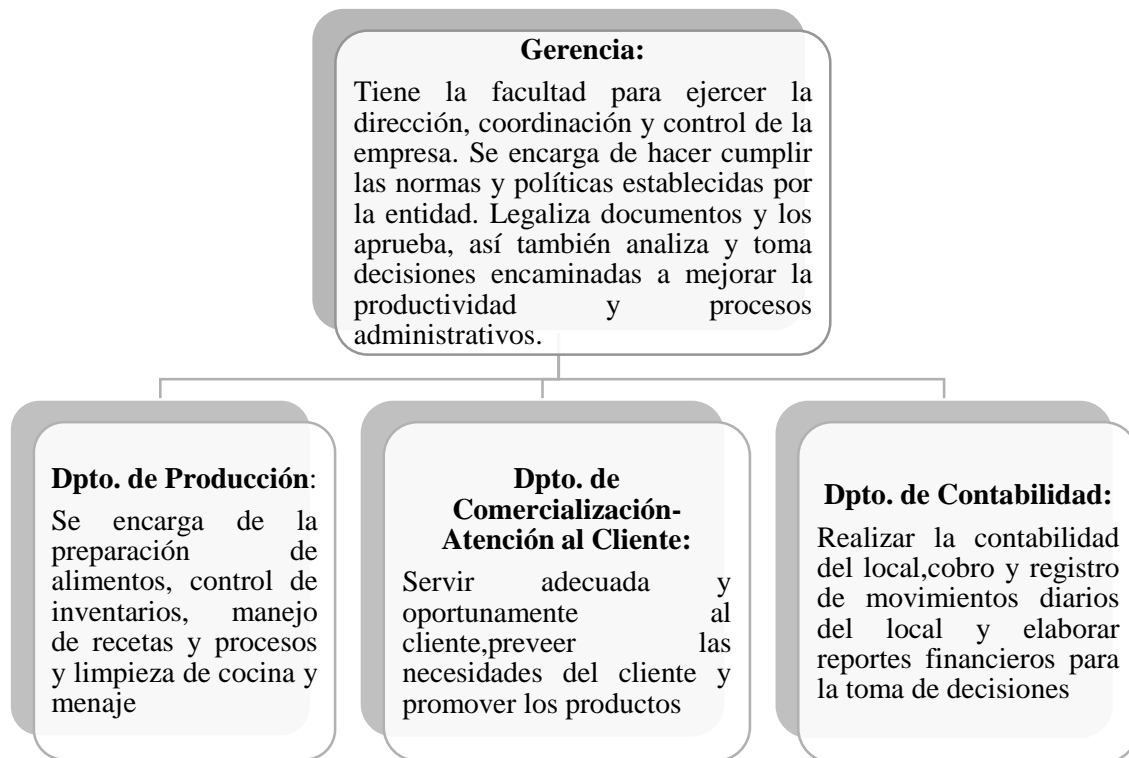 Gerencia:
Tiene la facultad para ejercer la
dirección, coordinación y control de la
empresa. Se encarga de hacer cumplir
las normas y políticas establecidas por
la entidad. Legaliza documentos y los
aprueba, así también analiza y toma
decisiones encaminadas a mejorar la
productividad y procesos
administrativos.
Dpto. de Producción:
Se encarga de la
preparación de
alimentos, control de
inventarios, manejo
de recetas y procesos
y limpieza de cocina y
menaje
Dpto. de
Comercialización-
Atención al Cliente:
Servir adecuada y
oportunamente al
cliente,preveer las
necesidades del cliente y
promover los productos
Dpto. de Contabilidad:
Realizar la contabilidad
del local,cobro y registro
de movimientos diarios
del local y elaborar
reportes financieros para
la toma de decisiones